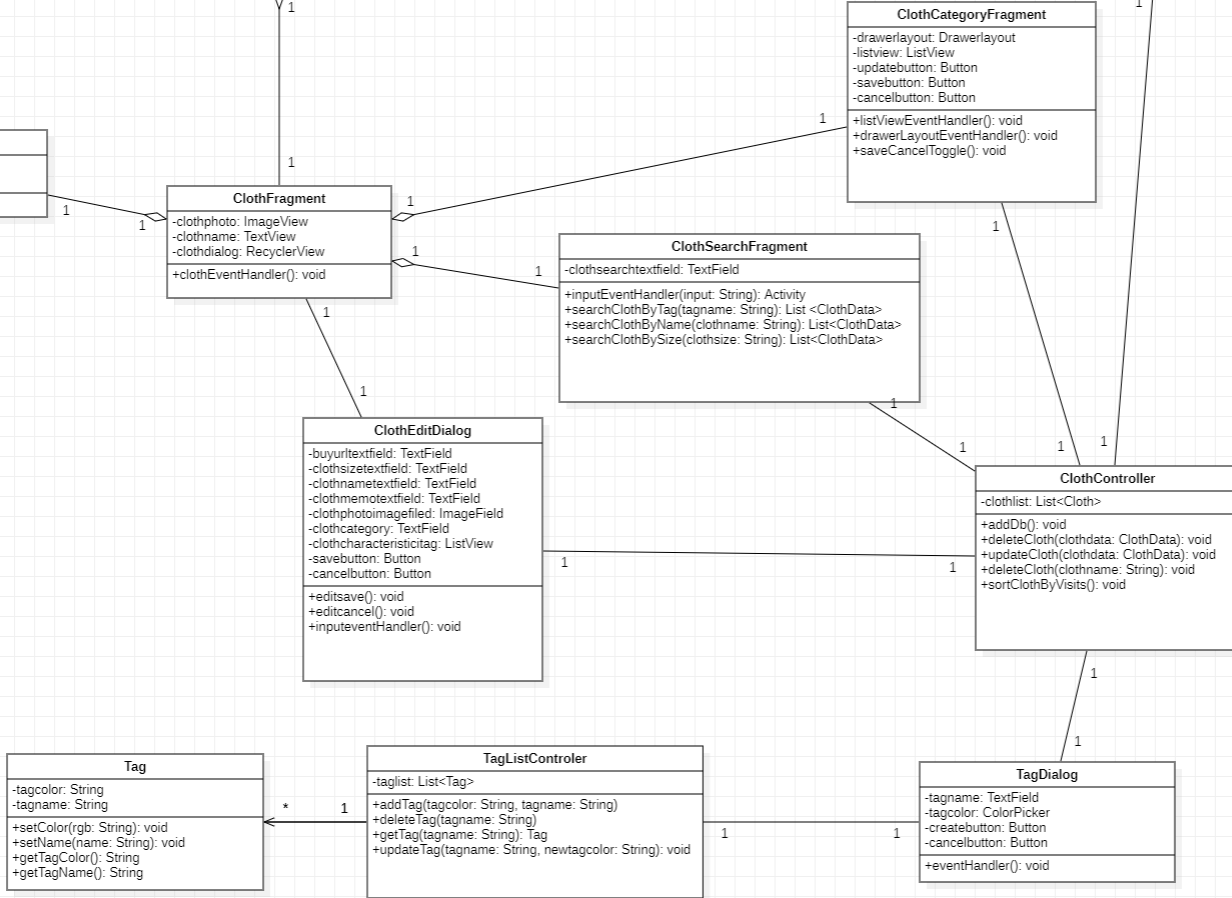 1
1
1
1
ClothCategoryFragment
-drawerlayout: Drawerlayout
-listview: ListView
-updatebutton: Button
-savebutton: Button
-cancelbutton: Button
+listViewEventHandler(): void
+drawerLayoutEventHandler(): void
+saveCancelToggle(): void
1
1
1
1
ClothFragment
-clothphoto: ImageView
-clothname: TextView
-clothdialog: RecyclerView
+clothEventHandler(): void
1
1
1
ClothSearchFragment
-clothsearchtextfield: TextField
+inputEventHandler(input: String): Activity
+searchClothByTag(tagname: String): List <ClothData>
+searchClothByName(clothname: String): List<ClothData>
+searchClothBySize(clothsize: String): List<ClothData>
1
1
1
1
1
1
ClothEditDialog
-buyurltextfield: TextField
-clothsizetextfield: TextField
-clothnametextfield: TextField
-clothmemotextfield: TextField
-clothphotoimagefiled: ImageField
-clothcategory: TextField
-clothcharacteristicitag: ListView
-savebutton: Button
-cancelbutton: Button
+editsave(): void
+editcancel(): void
+inputeventHandler(): void
1
1
ClothController
-clothlist: List<Cloth>
+addDb(): void
+deleteCloth(clothdata: ClothData): void
+updateCloth(clothdata: ClothData): void
+deleteCloth(clothname: String): void
+sortClothByVisits(): void
1
1
Tag
-tagcolor: String
-tagname: String
+setColor(rgb: String): void
+setName(name: String): void
+getTagColor(): String
+getTagName(): String
*
1
TagListControler
-taglist: List<Tag>
+addTag(tagcolor: String, tagname: String)
+deleteTag(tagname: String)
+getTag(tagname: String): Tag
+updateTag(tagname: String, newtagcolor: String): void
1
1
TagDialog
-tagname: TextField
-tagcolor: ColorPicker
-createbutton: Button
-cancelbutton: Button
+eventHandler(): void